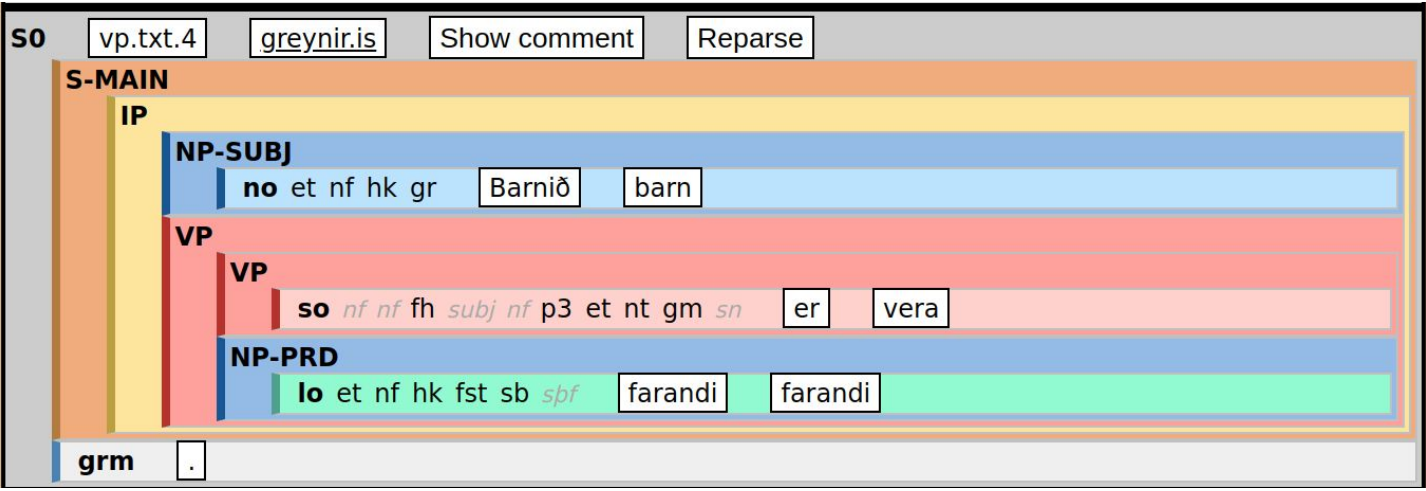 S0 vp.txt.4 greynir.is Show comment Reparse
S-MAIN
IP
NP-SUBJ
no et nf hk gr Barnið barn
VP
VP
so nf nf fh subj nf p3 et nt gm sn er vera
NP-PRD
lo et nf hk fst sb sþf farandi farandi
grm .